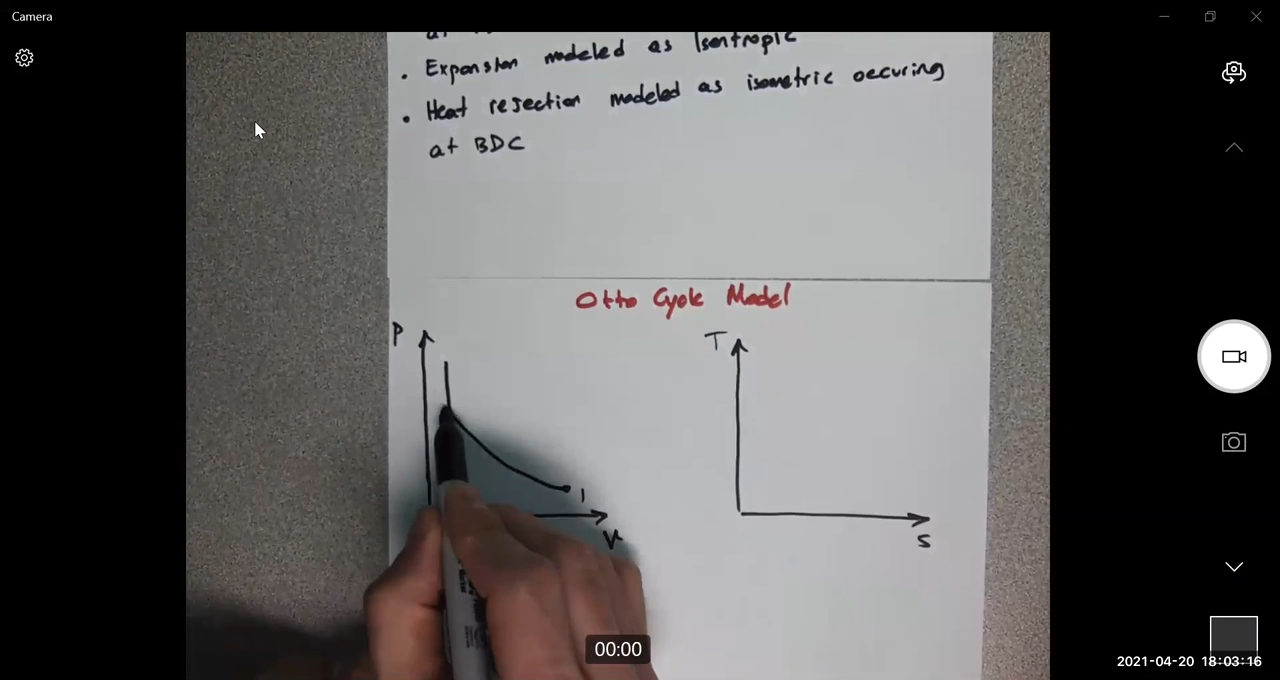 Camera
at
• Expansion modeled as Isentropic
• Heat rejection modeled as isometric occuring
at BDC
Otto Cycle Model
P
T
1
V
S
00:00
2021-04-20 18:03:16